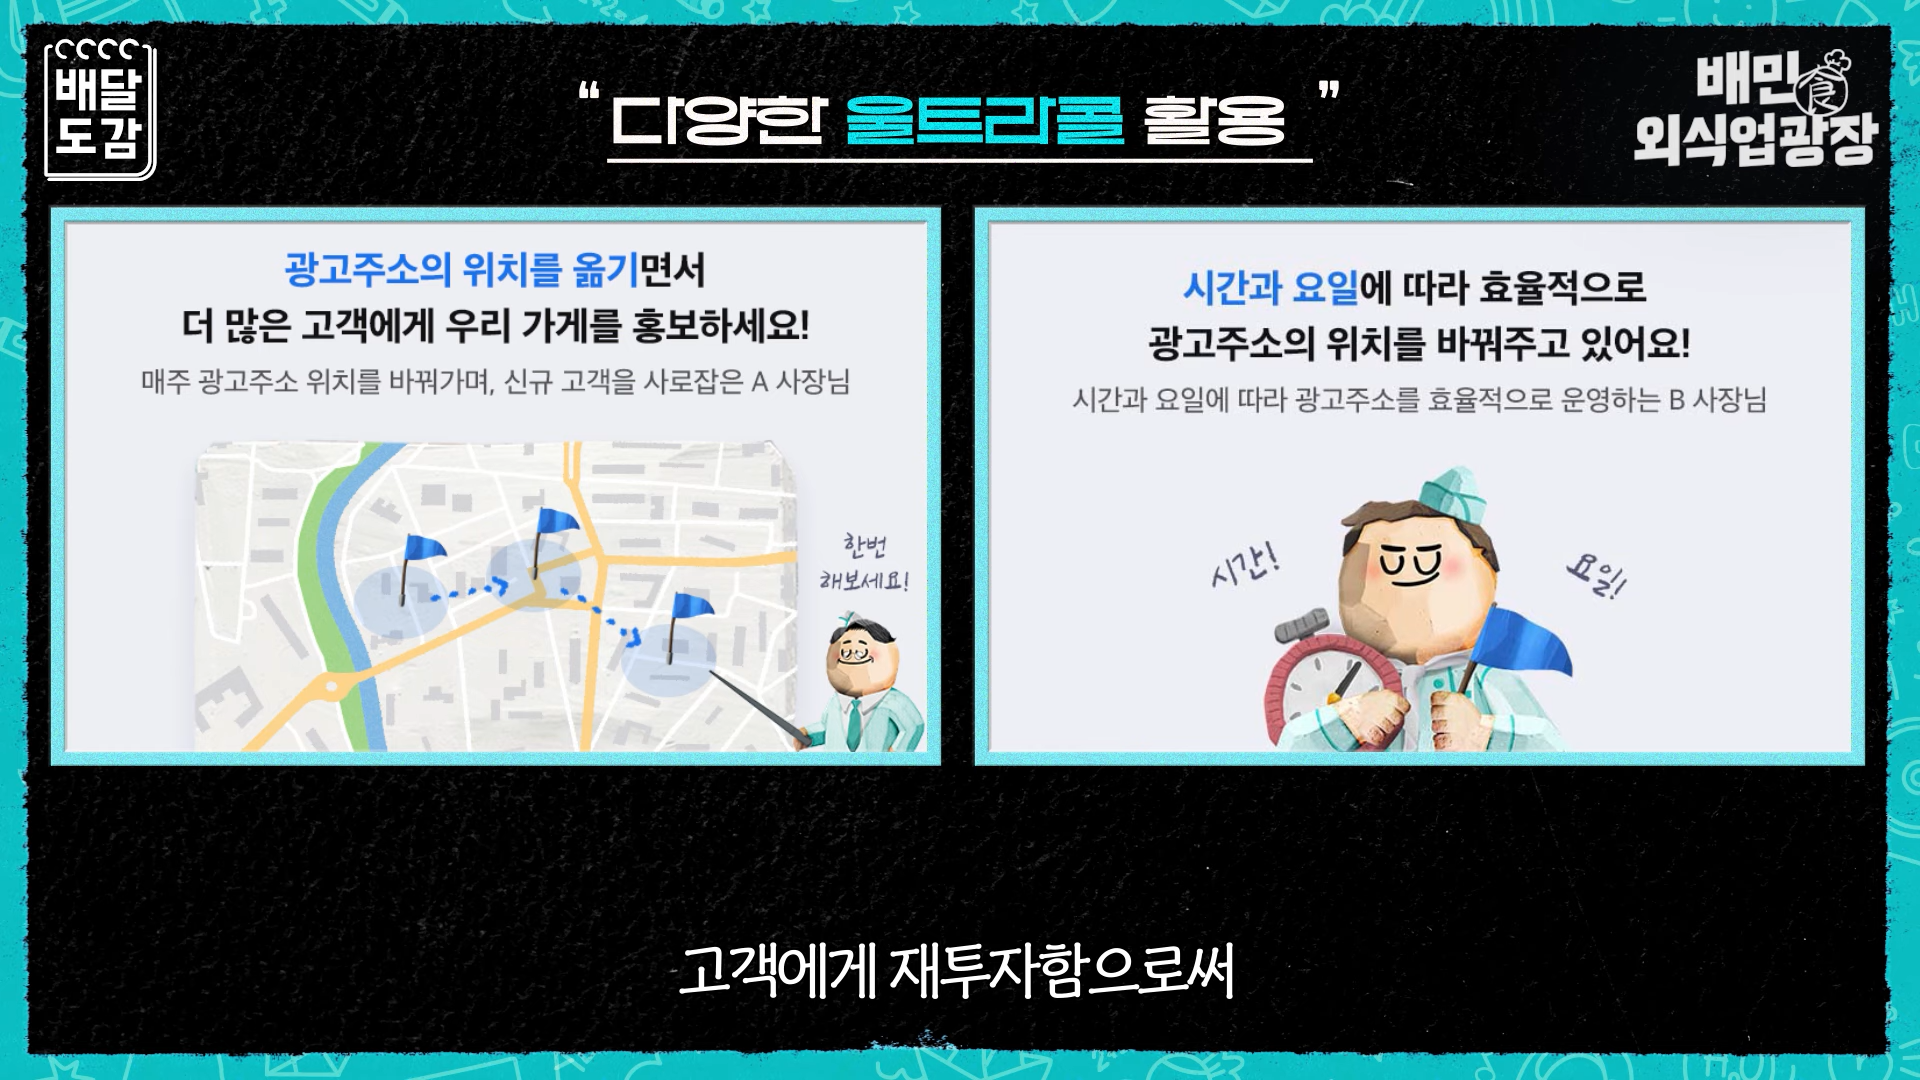 배달
도감
“ 다양한 울트라콜 활용 ”
배민食
외식업광장
광고주소의 위치를 옮기면서
더 많은 고객에게 우리 가게를 홍보하세요!
매주 광고주소 위치를 바꿔가며, 신규 고객을 사로잡은 A 사장님
한번
해보세요!
시간과 요일에 따라 효율적으로
광고주소의 위치를 바꿔주고 있어요!
시간과 요일에 따라 광고주소를 효율적으로 운영하는 B 사장님
시간!
요일!
고객에게 재투자함으로써